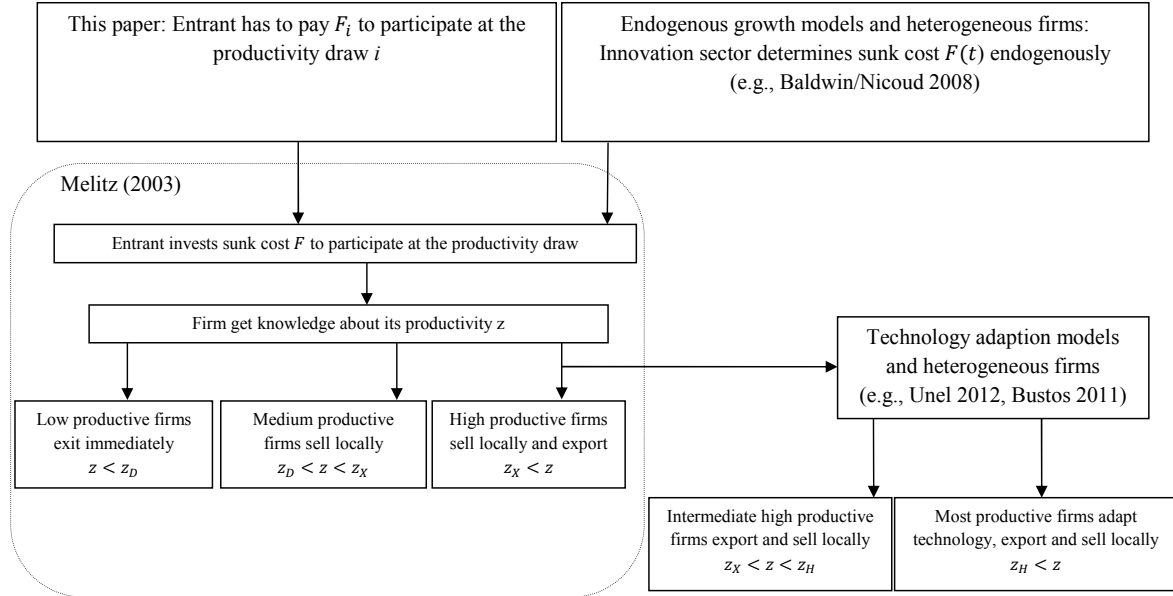 This paper: Entrant has to pay F_i to participate at the
productivity draw i
Endogenous growth models and heterogeneous firms:
Innovation sector determines sunk cost F(t) endogenously
(e.g., Baldwin/Nicoud 2008)
Melitz (2003)
Entrant invests sunk cost F to participate at the productivity draw
Firm get knowledge about its productivity z
Technology adaption models
and heterogeneous firms
(e.g., Unel 2012, Bustos 2011)
Low productive firms
exit immediately
z < z_D
Medium productive
firms sell locally
z_D < z < z_X
High productive firms
sell locally and export
z_X < z
Intermediate high productive
firms export and sell locally
z_X < z < z_H
Most productive firms adapt
technology, export and sell locally
z_H < z